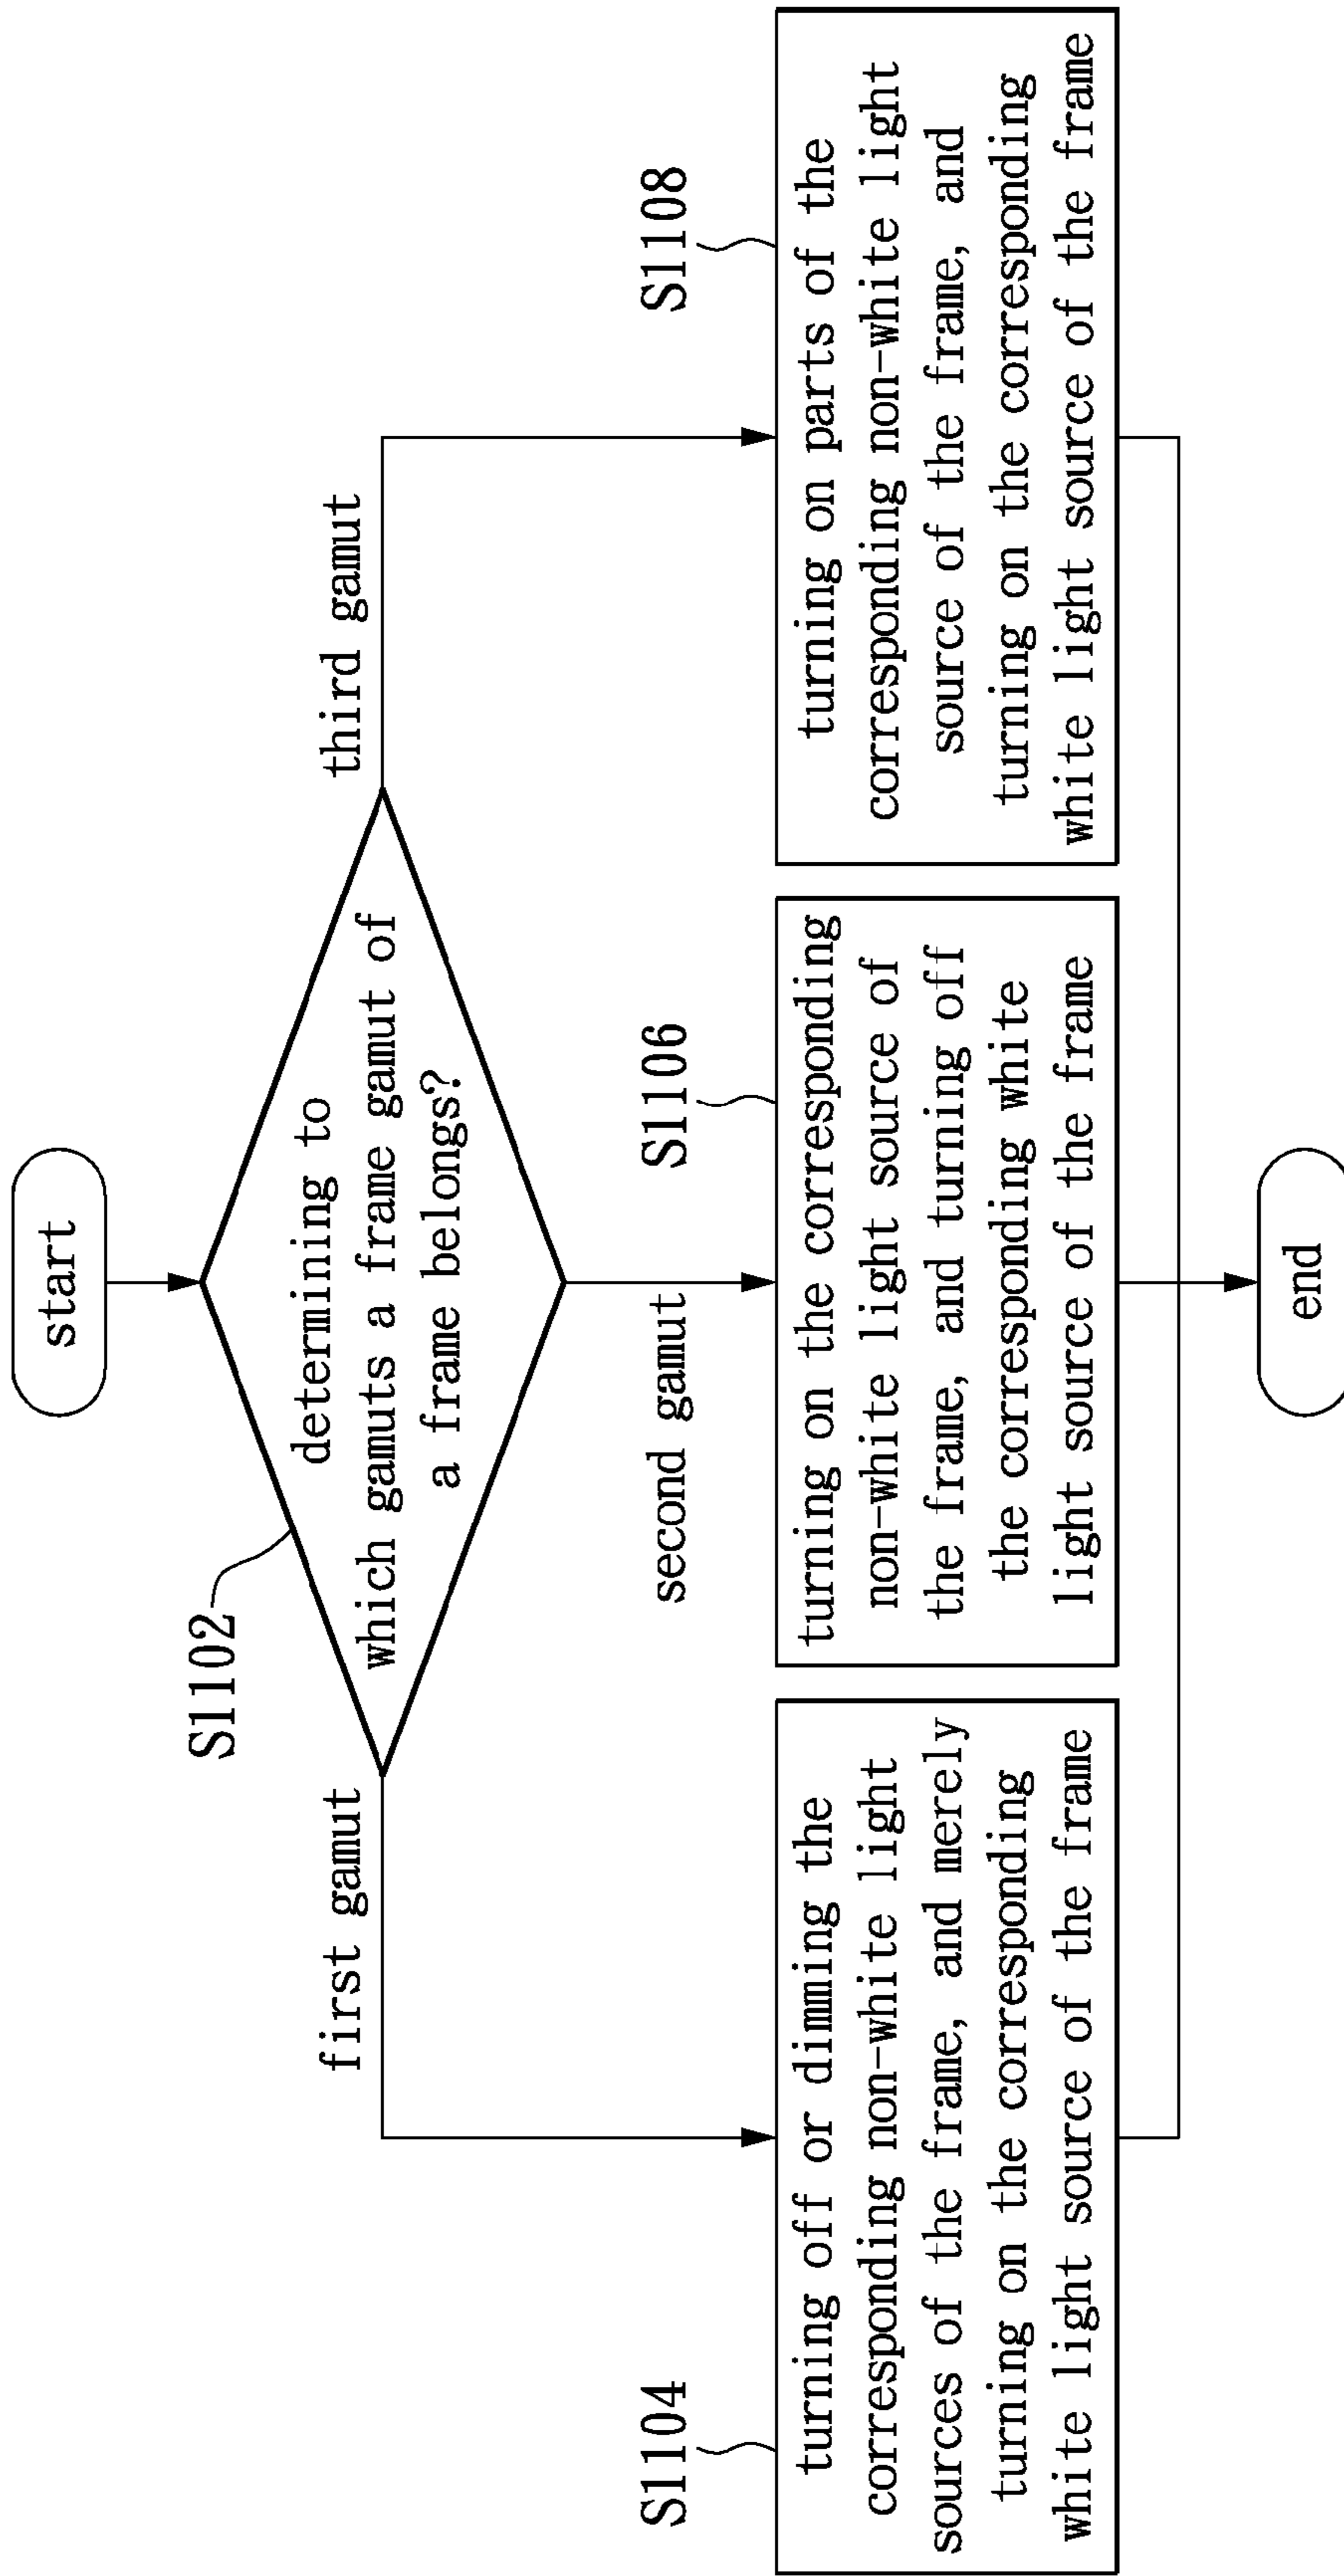 start
S1102
determining to
which gamuts a frame gamut of
a frame belongs?
first gamut
second gamut
third gamut
S1104
turning off or dimming the
corresponding non-white light
sources of the frame, and merely
turning on the corresponding
white light source of the frame
S1106
turning on the corresponding
non-white light source of
the frame, and turning off
the corresponding white
light source of the frame
S1108
turning on parts of the
corresponding non-white light
source of the frame, and
turning on the corresponding
white light source of the frame
end